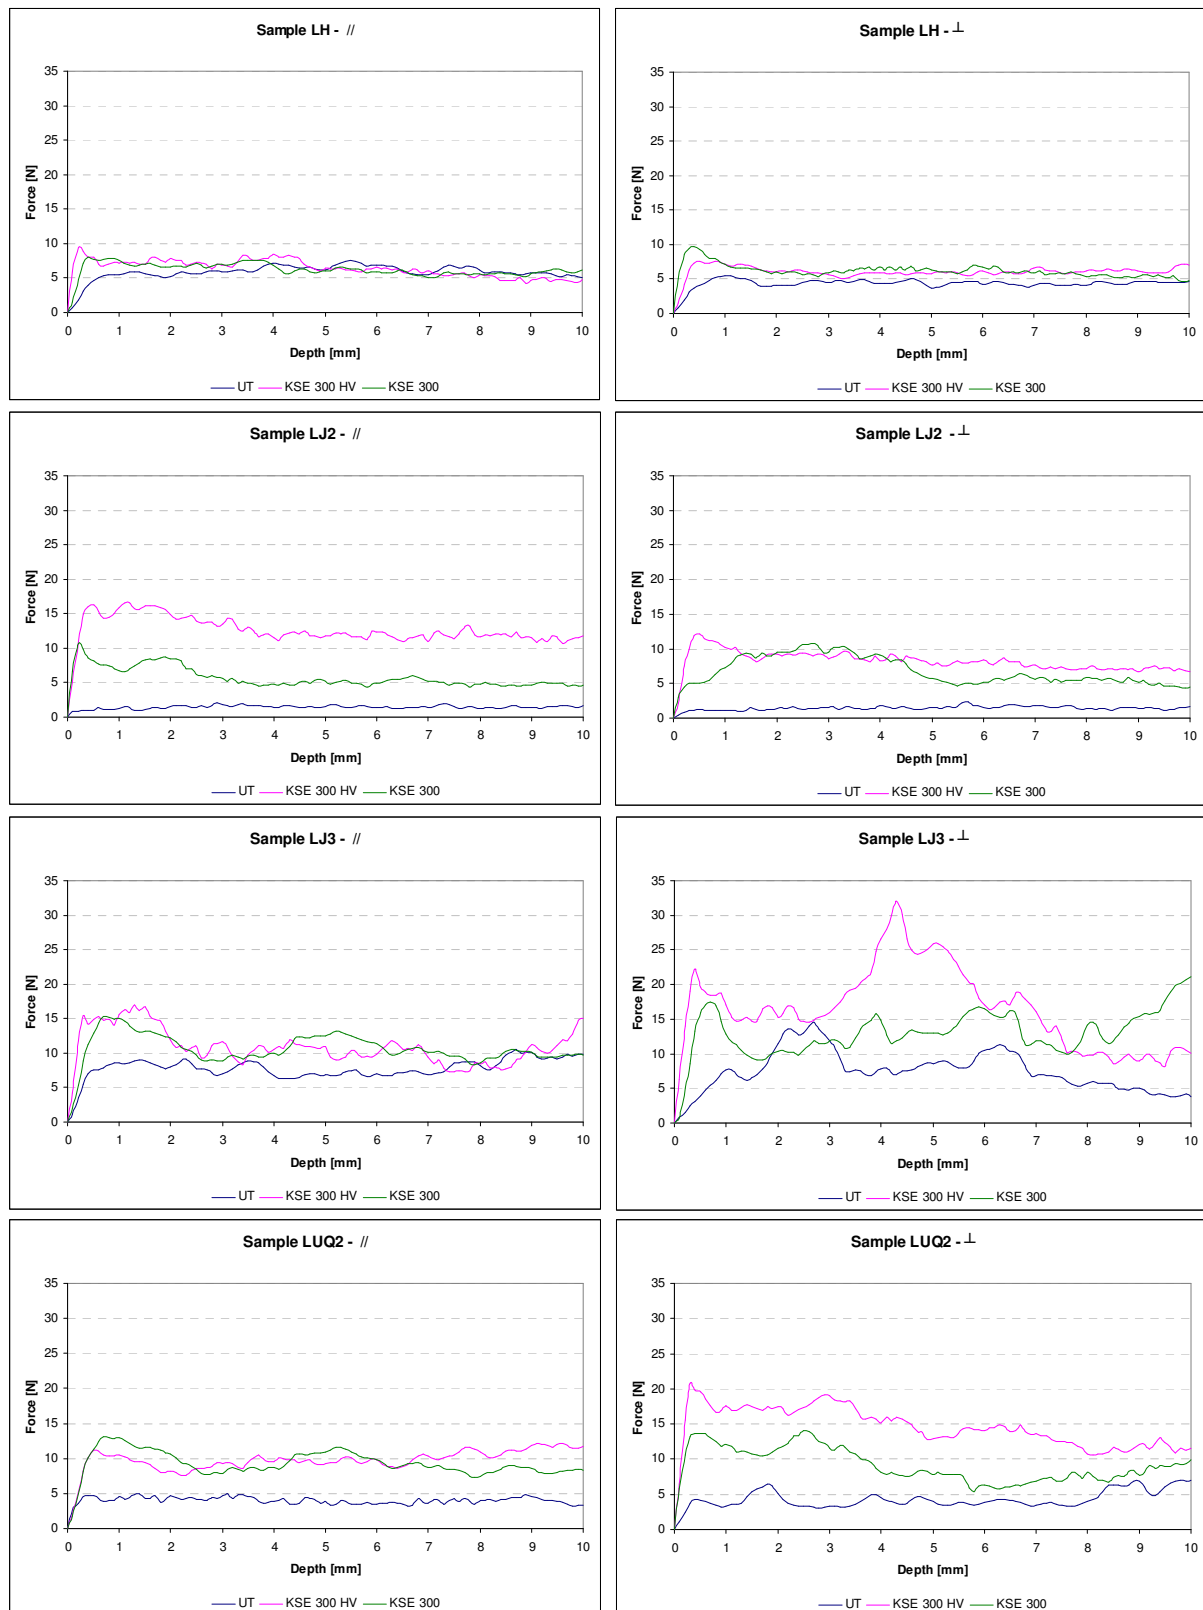 Sample LH - //
Force [N]
35
30
25
20
15
10
5
0
0 1 2 3 4 5 6 7 8 9 10
Depth [mm]
UT KSE 300 HV KSE 300
Sample LH - ⊥
Force [N]
35
30
25
20
15
10
5
0
0 1 2 3 4 5 6 7 8 9 10
Depth [mm]
UT KSE 300 HV KSE 300
Sample LJ2 - //
Force [N]
35
30
25
20
15
10
5
0
0 1 2 3 4 5 6 7 8 9 10
Depth [mm]
UT KSE 300 HV KSE 300
Sample LJ2 - ⊥
Force [N]
35
30
25
20
15
10
5
0
0 1 2 3 4 5 6 7 8 9 10
Depth [mm]
UT KSE 300 HV KSE 300
Sample LJ3 - //
Force [N]
35
30
25
20
15
10
5
0
0 1 2 3 4 5 6 7 8 9 10
Depth [mm]
UT KSE 300 HV KSE 300
Sample LJ3 - ⊥
Force [N]
35
30
25
20
15
10
5
0
0 1 2 3 4 5 6 7 8 9 10
Depth [mm]
UT KSE 300 HV KSE 300
Sample LUQ2 - //
Force [N]
35
30
25
20
15
10
5
0
0 1 2 3 4 5 6 7 8 9 10
Depth [mm]
UT KSE 300 HV KSE 300
Sample LUQ2 - ⊥
Force [N]
35
30
25
20
15
10
5
0
0 1 2 3 4 5 6 7 8 9 10
Depth [mm]
UT KSE 300 HV KSE 300